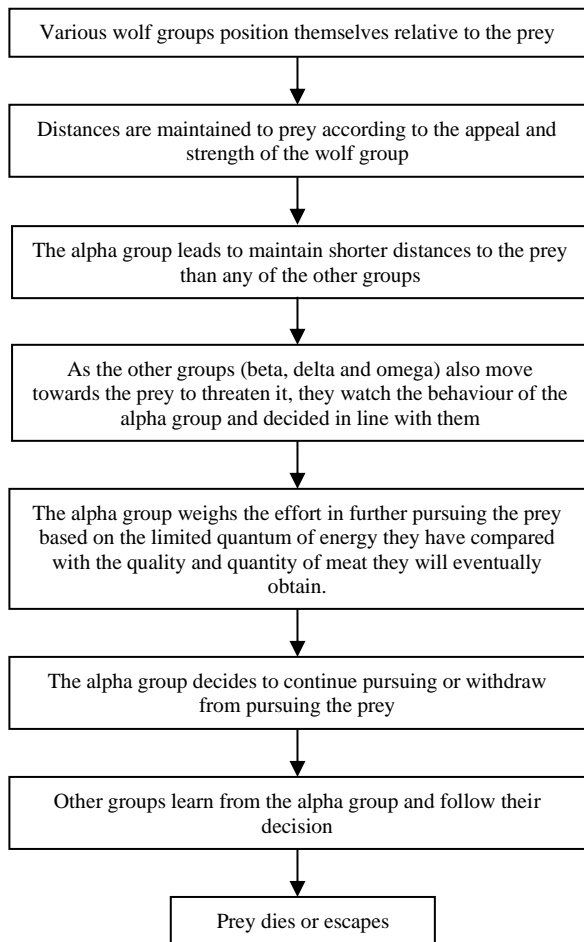 Various wolf groups position themselves relative to the prey
Distances are maintained to prey according to the appeal and
strength of the wolf group
The alpha group leads to maintain shorter distances to the prey
than any of the other groups
As the other groups (beta, delta and omega) also move
towards the prey to threaten it, they watch the behaviour of the
alpha group and decided in line with them
The alpha group weighs the effort in further pursuing the prey
based on the limited quantum of energy they have compared
with the quality and quantity of meat they will eventually
obtain.
The alpha group decides to continue pursuing or withdraw
from pursuing the prey
Other groups learn from the alpha group and follow their
decision
Prey dies or escapes